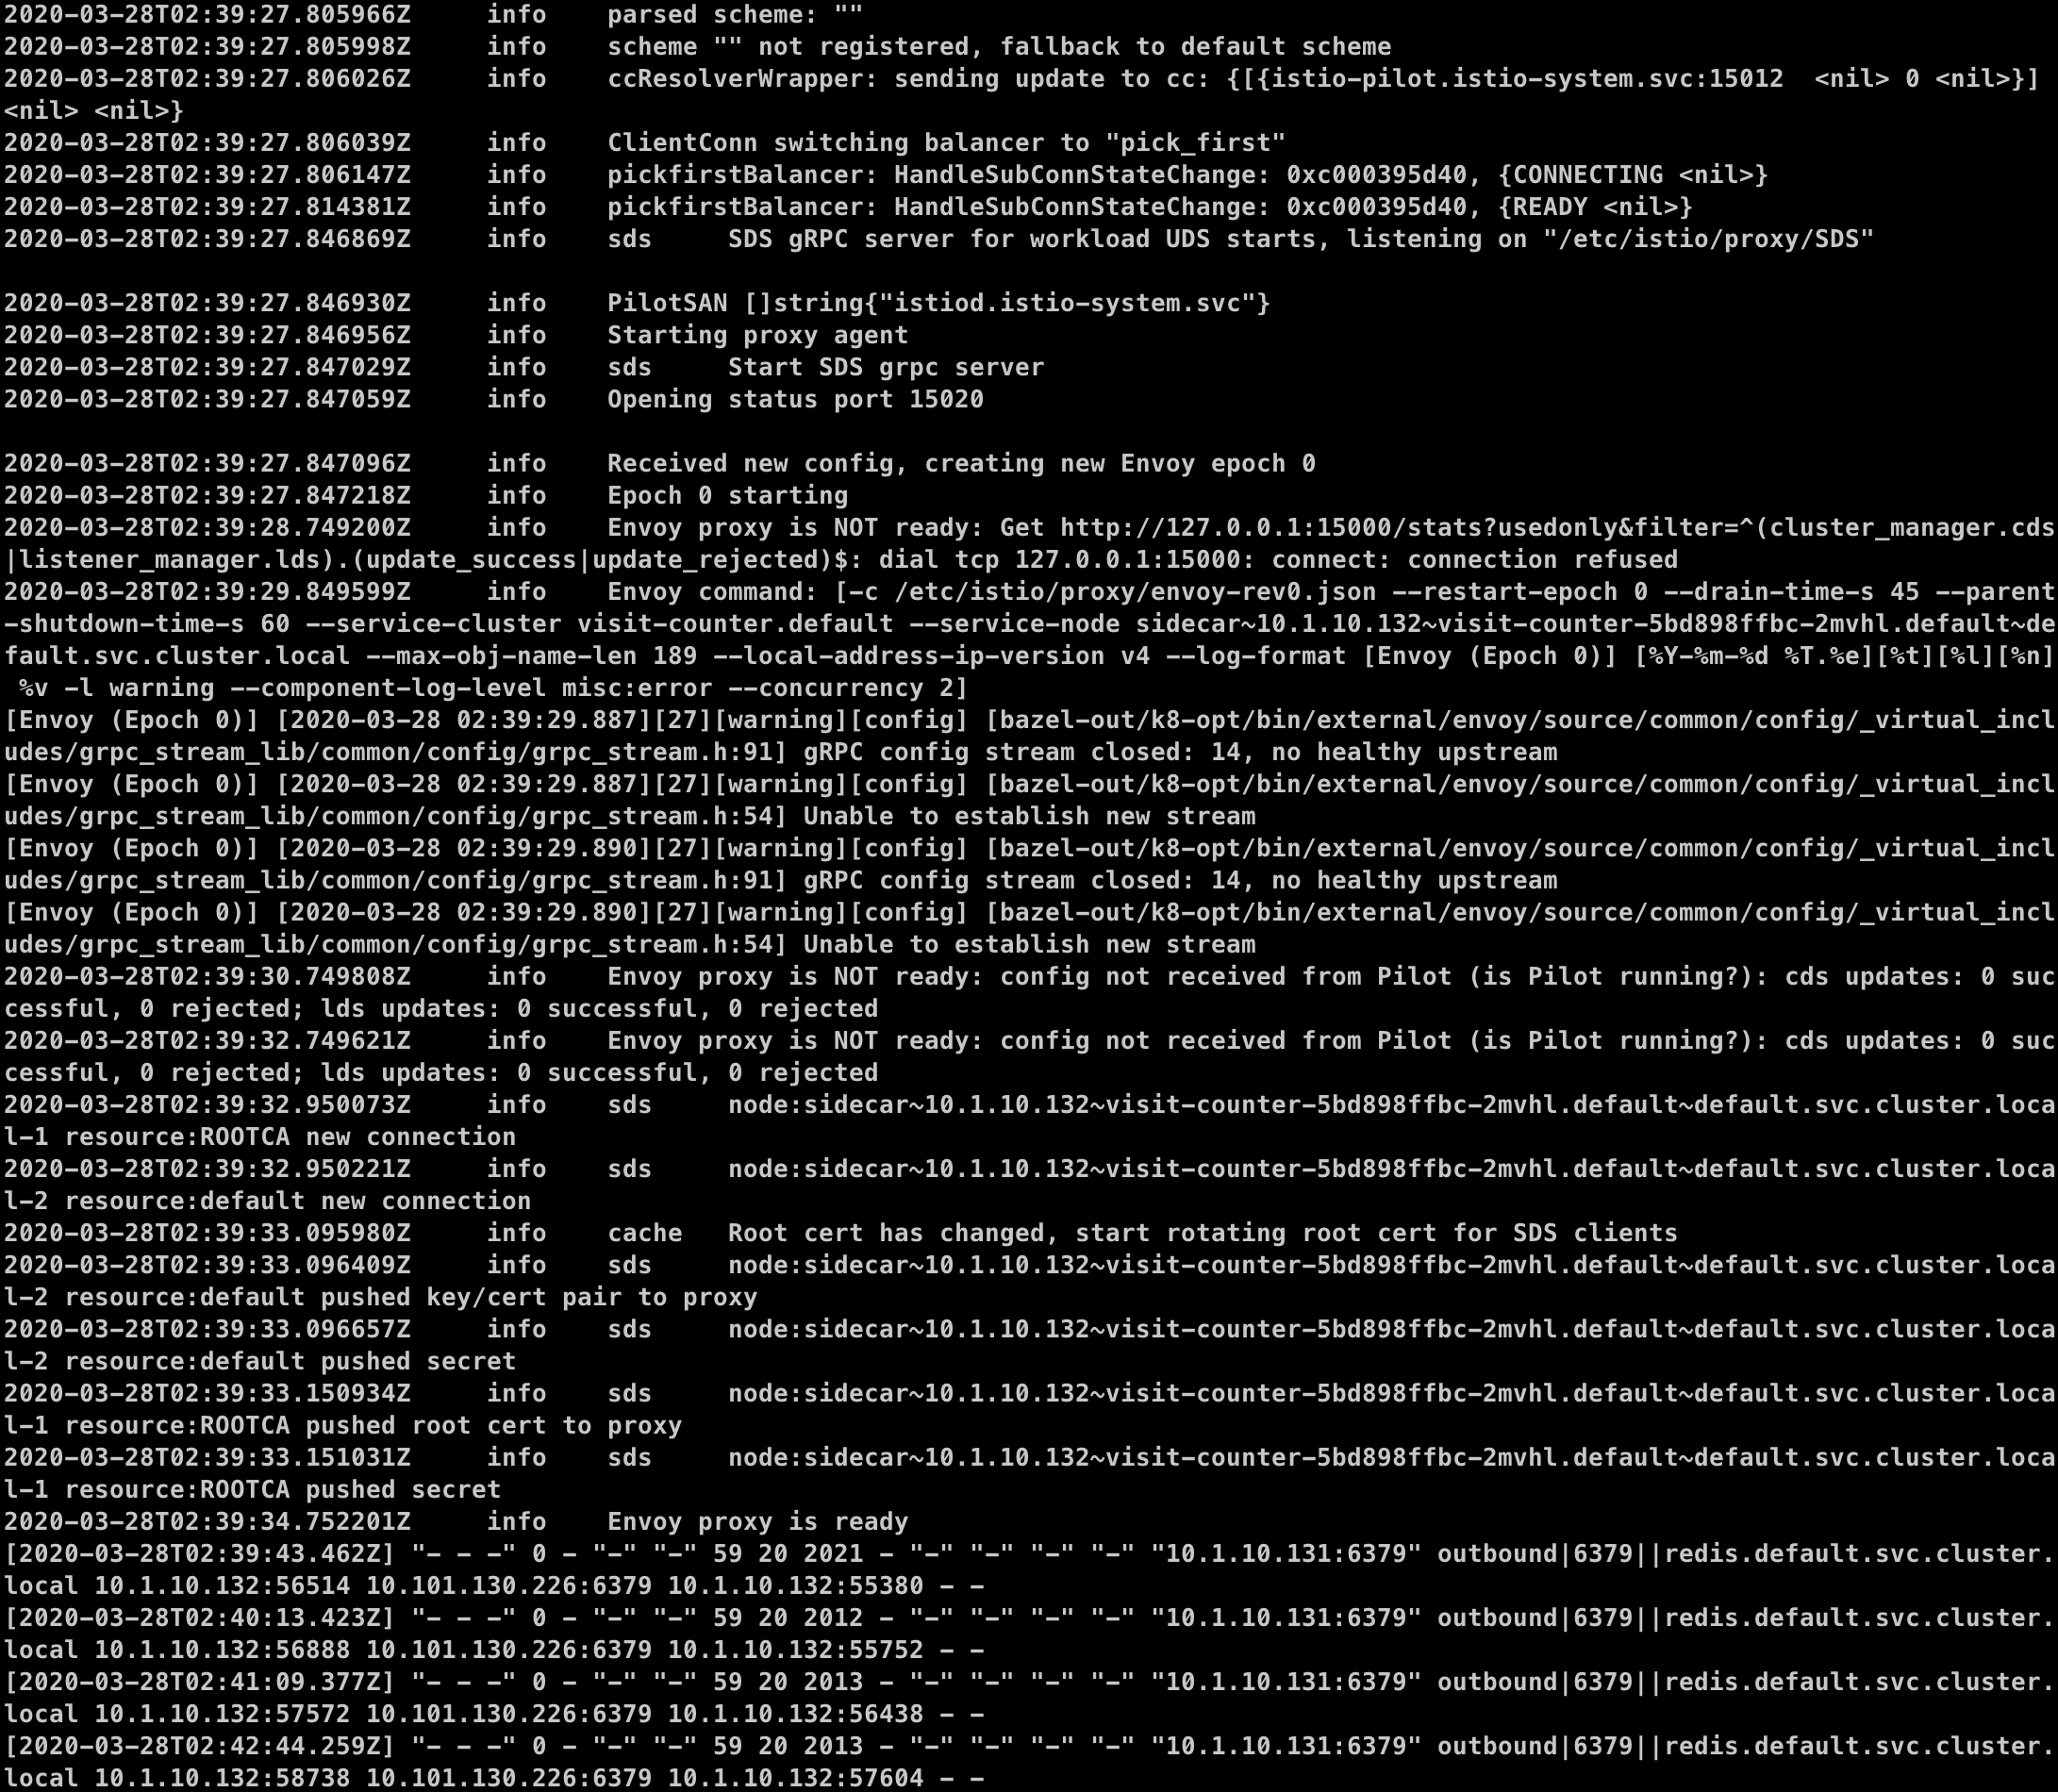 2020-03-28T02:39:27.805966Z     info    parsed scheme: ""
2020-03-28T02:39:27.805998Z     info    scheme "" not registered, fallback to default scheme
2020-03-28T02:39:27.806026Z     info    ccResolverWrapper: sending update to cc: {[{istio-pilot.istio-system.svc:15012  <nil> 0 <nil>}]
<nil> <nil>}
2020-03-28T02:39:27.806039Z     info    ClientConn switching balancer to "pick_first"
2020-03-28T02:39:27.806147Z     info    pickfirstBalancer: HandleSubConnStateChange: 0xc000395d40, {CONNECTING <nil>}
2020-03-28T02:39:27.814381Z     info    pickfirstBalancer: HandleSubConnStateChange: 0xc000395d40, {READY <nil>}
2020-03-28T02:39:27.846869Z     info    sds     SDS gRPC server for workload UDS starts, listening on "/etc/istio/proxy/SDS"

2020-03-28T02:39:27.846930Z     info    PilotSAN []string{"istiod.istio-system.svc"}
2020-03-28T02:39:27.846956Z     info    Starting proxy agent
2020-03-28T02:39:27.847029Z     info    sds     Start SDS grpc server
2020-03-28T02:39:27.847059Z     info    Opening status port 15020

2020-03-28T02:39:27.847096Z     info    Received new config, creating new Envoy epoch 0
2020-03-28T02:39:27.847218Z     info    Epoch 0 starting
2020-03-28T02:39:28.749200Z     info    Envoy proxy is NOT ready: Get http://127.0.0.1:15000/stats?usedonly&filter=^(cluster_manager.cds
|listener_manager.lds).(update_success|update_rejected)$: dial tcp 127.0.0.1:15000: connect: connection refused
2020-03-28T02:39:29.849599Z     info    Envoy command: [-c /etc/istio/proxy/envoy-rev0.json --restart-epoch 0 --drain-time-s 45 --parent
-shutdown-time-s 60 --service-cluster visit-counter.default --service-node sidecar~10.1.10.132~visit-counter-5bd898ffbc-2mvhl.default~de
fault.svc.cluster.local --max-obj-name-len 189 --local-address-ip-version v4 --log-format [Envoy (Epoch 0)] [%Y-%m-%d %T.%e][%t][%l][%n]
 %v -l warning --component-log-level misc:error --concurrency 2]
[Envoy (Epoch 0)] [2020-03-28 02:39:29.887][27][warning][config] [bazel-out/k8-opt/bin/external/envoy/source/common/config/_virtual_incl
udes/grpc_stream_lib/common/config/grpc_stream.h:91] gRPC config stream closed: 14, no healthy upstream
[Envoy (Epoch 0)] [2020-03-28 02:39:29.887][27][warning][config] [bazel-out/k8-opt/bin/external/envoy/source/common/config/_virtual_incl
udes/grpc_stream_lib/common/config/grpc_stream.h:54] Unable to establish new stream
[Envoy (Epoch 0)] [2020-03-28 02:39:29.890][27][warning][config] [bazel-out/k8-opt/bin/external/envoy/source/common/config/_virtual_incl
udes/grpc_stream_lib/common/config/grpc_stream.h:91] gRPC config stream closed: 14, no healthy upstream
[Envoy (Epoch 0)] [2020-03-28 02:39:29.890][27][warning][config] [bazel-out/k8-opt/bin/external/envoy/source/common/config/_virtual_incl
udes/grpc_stream_lib/common/config/grpc_stream.h:54] Unable to establish new stream
2020-03-28T02:39:30.749808Z     info    Envoy proxy is NOT ready: config not received from Pilot (is Pilot running?): cds updates: 0 suc
cessful, 0 rejected; lds updates: 0 successful, 0 rejected
2020-03-28T02:39:32.749621Z     info    Envoy proxy is NOT ready: config not received from Pilot (is Pilot running?): cds updates: 0 suc
cessful, 0 rejected; lds updates: 0 successful, 0 rejected
2020-03-28T02:39:32.950073Z     info    sds     node:sidecar~10.1.10.132~visit-counter-5bd898ffbc-2mvhl.default~default.svc.cluster.loca
l-1 resource:ROOTCA new connection
2020-03-28T02:39:32.950221Z     info    sds     node:sidecar~10.1.10.132~visit-counter-5bd898ffbc-2mvhl.default~default.svc.cluster.loca
l-2 resource:default new connection
2020-03-28T02:39:33.095980Z     info    cache   Root cert has changed, start rotating root cert for SDS clients
2020-03-28T02:39:33.096409Z     info    sds     node:sidecar~10.1.10.132~visit-counter-5bd898ffbc-2mvhl.default~default.svc.cluster.loca
l-2 resource:default pushed key/cert pair to proxy
2020-03-28T02:39:33.096657Z     info    sds     node:sidecar~10.1.10.132~visit-counter-5bd898ffbc-2mvhl.default~default.svc.cluster.loca
l-2 resource:default pushed secret
2020-03-28T02:39:33.150934Z     info    sds     node:sidecar~10.1.10.132~visit-counter-5bd898ffbc-2mvhl.default~default.svc.cluster.loca
l-1 resource:ROOTCA pushed root cert to proxy
2020-03-28T02:39:33.151031Z     info    sds     node:sidecar~10.1.10.132~visit-counter-5bd898ffbc-2mvhl.default~default.svc.cluster.loca
l-1 resource:ROOTCA pushed secret
2020-03-28T02:39:34.752201Z     info    Envoy proxy is ready
[2020-03-28T02:39:43.462Z] "- - -" 0 - "-" "-" 59 20 2021 - "-" "-" "-" "-" "10.1.10.131:6379" outbound|6379||redis.default.svc.cluster.
local 10.1.10.132:56514 10.101.130.226:6379 10.1.10.132:55380 - -
[2020-03-28T02:40:13.423Z] "- - -" 0 - "-" "-" 59 20 2012 - "-" "-" "-" "-" "10.1.10.131:6379" outbound|6379||redis.default.svc.cluster.
local 10.1.10.132:56888 10.101.130.226:6379 10.1.10.132:55752 - -
[2020-03-28T02:41:09.377Z] "- - -" 0 - "-" "-" 59 20 2013 - "-" "-" "-" "-" "10.1.10.131:6379" outbound|6379||redis.default.svc.cluster.
local 10.1.10.132:57572 10.101.130.226:6379 10.1.10.132:56438 - -
[2020-03-28T02:42:44.259Z] "- - -" 0 - "-" "-" 59 20 2013 - "-" "-" "-" "-" "10.1.10.131:6379" outbound|6379||redis.default.svc.cluster.
local 10.1.10.132:58738 10.101.130.226:6379 10.1.10.132:57604 - -